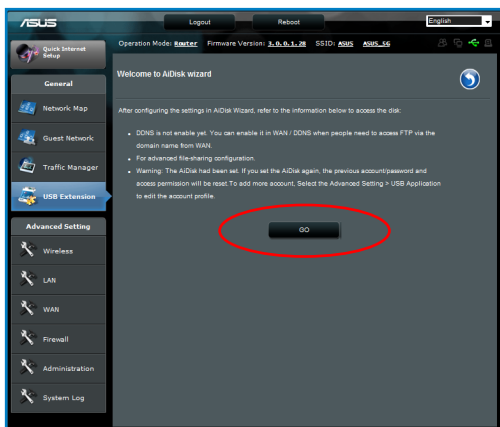 ASUS
Logout
Reboot
English
Quick Internet
Setup
Operation Mode: Router Firmware Version: 3.0.0.1.28 SSID: ASUS ASUS_5G
General
Network Map
Guest Network
Traffic Manager
USB Extension
Advanced Setting
Wireless
LAN
WAN
Firewall
Administration
System Log
Welcome to AiDisk wizard
After configuring the settings in AiDisk Wizard, refer to the information below to access the disk:
DDNS is not enable yet. You can enable it in WAN / DDNS when people need to access FTP via the
domain name from WAN.
For advanced file-sharing configuration.
Warning: The AiDisk had been set. If you set the AiDisk again, the previous account/password and
access permission will be reset.To add more account, Select the Advanced Setting > USB Application
to edit the account profile.
GO